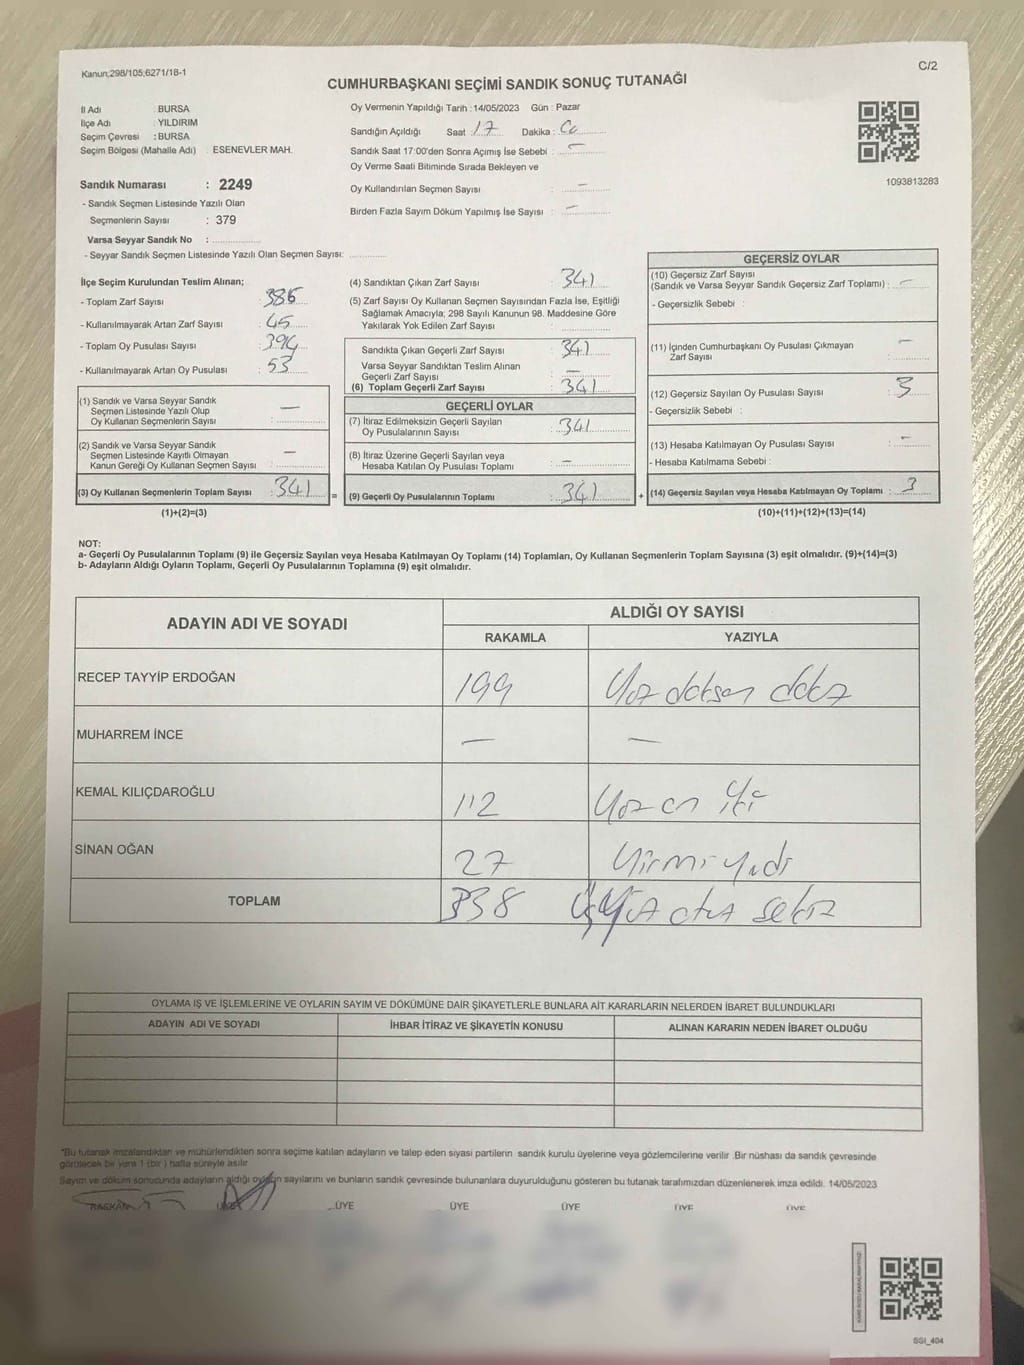 Kanun;298/105;6271/18-1
C/2
CUMHURBAŞKANI SEÇİMİ SANDIK SONUÇ TUTANAĞI
İl Adı : BURSA
İlçe Adı : YILDIRIM
Seçim Çevresi : BURSA
Seçim Bölgesi (Mahalle Adı) ESENEVLER MAH.
Sandık Numarası : 2249
- Sandık Seçmen Listesinde Yazılı Olan
Seçmenlerin Sayısı : 379
Varsa Seyyar Sandık No :
- Seyyar Sandık Seçmen Listesinde Yazılı Olan Seçmen Sayısı:
Oy Vermenin Yapıldığı Tarih : 14/05/2023 Gün : Pazar
Sandığın Açıldığı Saat : 17 Dakika :
Sandık Saat 17:00'den Sonra Açımış İse Sebebi : -
Oy Verme Saati Bitiminde Sırada Bekleyen ve
Oy Kullandırılan Seçmen Sayısı : -
Birden Fazla Sayım Döküm Yapılmış İse Sayısı : -
1093813283
İlçe Seçim Kurulundan Teslim Alınan;
- Toplam Zarf Sayısı : 386
- Kullanılmayarak Artan Zarf Sayısı : 45
- Toplam Oy Pusulası Sayısı : 394
- Kullanılmayarak Artan Oy Pusulası : 53
(1) Sandık ve Varsa Seyyar Sandık
Seçmen Listesinde Yazılı Olup
Oy Kullanan Seçmenlerin Sayısı : -
(2) Sandık ve Varsa Seyyar Sandık
Seçmen Listesinde Kayıtlı Olmayan
Kanun Gereği Oy Kullanan Seçmen Sayısı : -
(3) Oy Kullanan Seçmenlerin Toplam Sayısı : 341
(1)+(2)=(3)
(4) Sandıktan Çıkan Zarf Sayısı : 341
(5) Zarf Sayısı Oy Kullanan Seçmen Sayısından Fazla İse, Eşitliği
Sağlamak Amacıyla; 298 Sayılı Kanunun 98. Maddesine Göre
Yakılarak Yok Edilen Zarf Sayısı :
Sandıkta Çıkan Geçerli Zarf Sayısı : 341
Varsa Seyyar Sandıktan Teslim Alınan
Geçerli Zarf Sayısı : -
(6) Toplam Geçerli Zarf Sayısı : 341
GEÇERLİ OYLAR
(7) İtiraz Edilmeksizin Geçerli Sayılan
Oy Pusulalarının Sayısı : 341
(8) İtiraz Üzerine Geçerli Sayılan veya
Hesaba Katılan Oy Pusulası Toplamı : -
= (9) Geçerli Oy Pusulalarının Toplamı : 341 +
GEÇERSİZ OYLAR
(10) Geçersiz Zarf Sayısı
(Sandık ve Varsa Seyyar Sandık Geçersiz Zarf Toplamı) : -
- Geçersizlik Sebebi :
(11) İçinden Cumhurbaşkanı Oy Pusulası Çıkmayan
Zarf Sayısı : -
(12) Geçersiz Sayılan Oy Pusulası Sayısı : 3
- Geçersizlik Sebebi :
(13) Hesaba Katılmayan Oy Pusulası Sayısı : -
- Hesaba Katılmama Sebebi :
(14) Geçersiz Sayılan veya Hesaba Katılmayan Oy Toplamı : 3
(10)+(11)+(12)+(13)=(14)
NOT:
a- Geçerli Oy Pusulalarının Toplamı (9) ile Geçersiz Sayılan veya Hesaba Katılmayan Oy Toplamı (14) Toplamları, Oy Kullanan Seçmenlerin Toplam Sayısına (3) eşit olmalıdır. (9)+(14)=(3)
b- Adayların Aldığı Oyların Toplamı, Geçerli Oy Pusulalarının Toplamına (9) eşit olmalıdır.
ADAYIN ADI VE SOYADI
ALDIĞI OY SAYISI
RAKAMLA YAZIYLA
RECEP TAYYİP ERDOĞAN 199 Yüz doksan dokuz
MUHARREM İNCE - -
KEMAL KILIÇDAROĞLU 112 Yüz on iki
SİNAN OĞAN 27 Yirmi yedi
TOPLAM 338 Üç Yüz otuz sekiz
OYLAMA İŞ VE İŞLEMLERİNE VE OYLARIN SAYIM VE DÖKÜMÜNE DAİR ŞİKAYETLERLE BUNLARA AİT KARARLARIN NELERDEN İBARET BULUNDUKLARI
ADAYIN ADI VE SOYADI İHBAR İTİRAZ VE ŞİKAYETİN KONUSU ALINAN KARARIN NEDEN İBARET OLDUĞU
*Bu tutanak imzalandıktan ve mühürlendikten sonra seçime katılan adayların ve talep eden siyasi partilerin sandık kurulu üyelerine veya gözlemcilerine verilir .Bir nüshası da sandık çevresinde
görülecek bir yere 1 (bir ) hafta süreyle asılır
Sayım ve döküm sonucunda adayların aldığı oyların sayılarını ve bunların sandık çevresinde bulunanlara duyurulduğunu gösteren bu tutanak tarafımızdan düzenlenerek imza edildi. 14/05/2023
BAŞKAN ÜYE ÜYE ÜYE ÜYE ÜYE
SSI_404